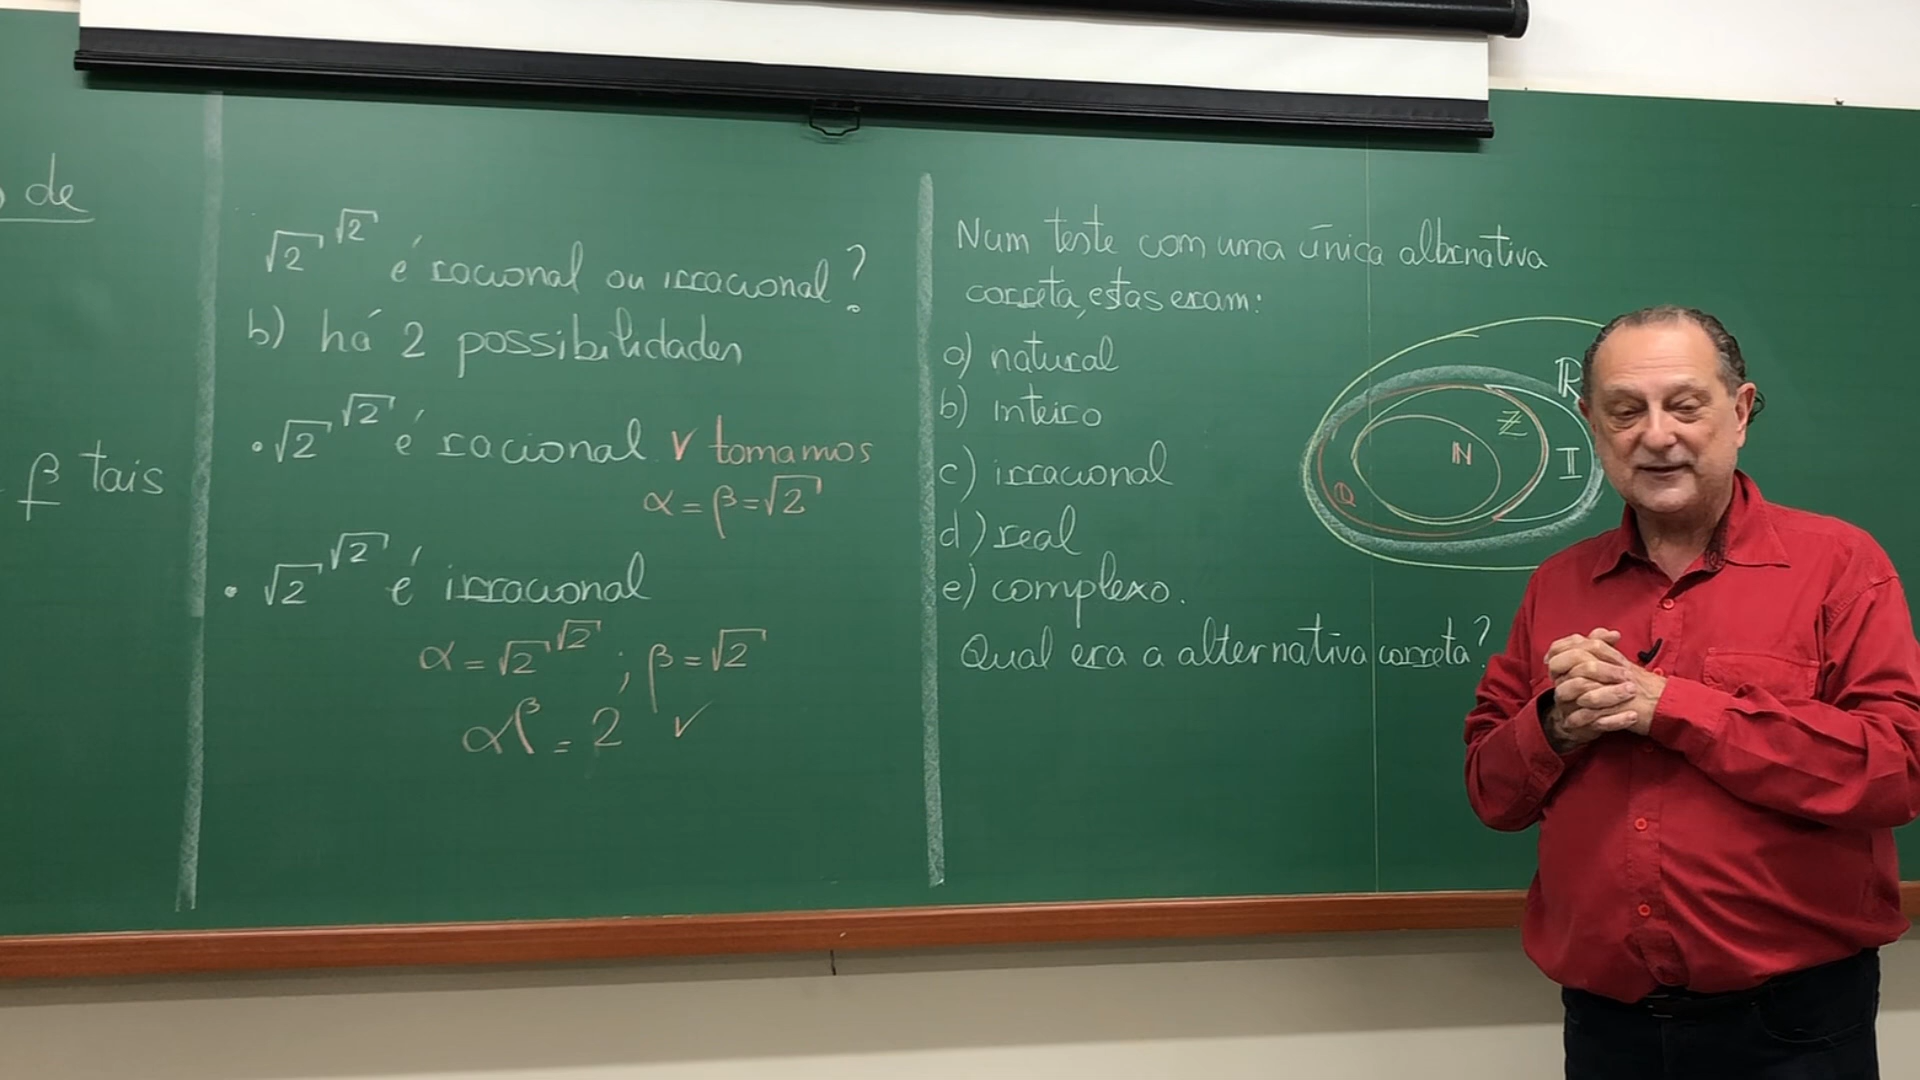 de
β tais
√2^√2 é racional ou irracional?
b) há 2 possibilidades
• √2^√2 é racional v tomamos
α = β = √2
• √2^√2 é irracional
α = √2^√2 ; β = √2
α^β = 2 ✓
Num teste com uma única alternativa
correta, estas eram:
a) natural
b) inteiro
c) irracional
d) real
e) complexo.
Qual era a alternativa correta?
R
Z
N
I
Q